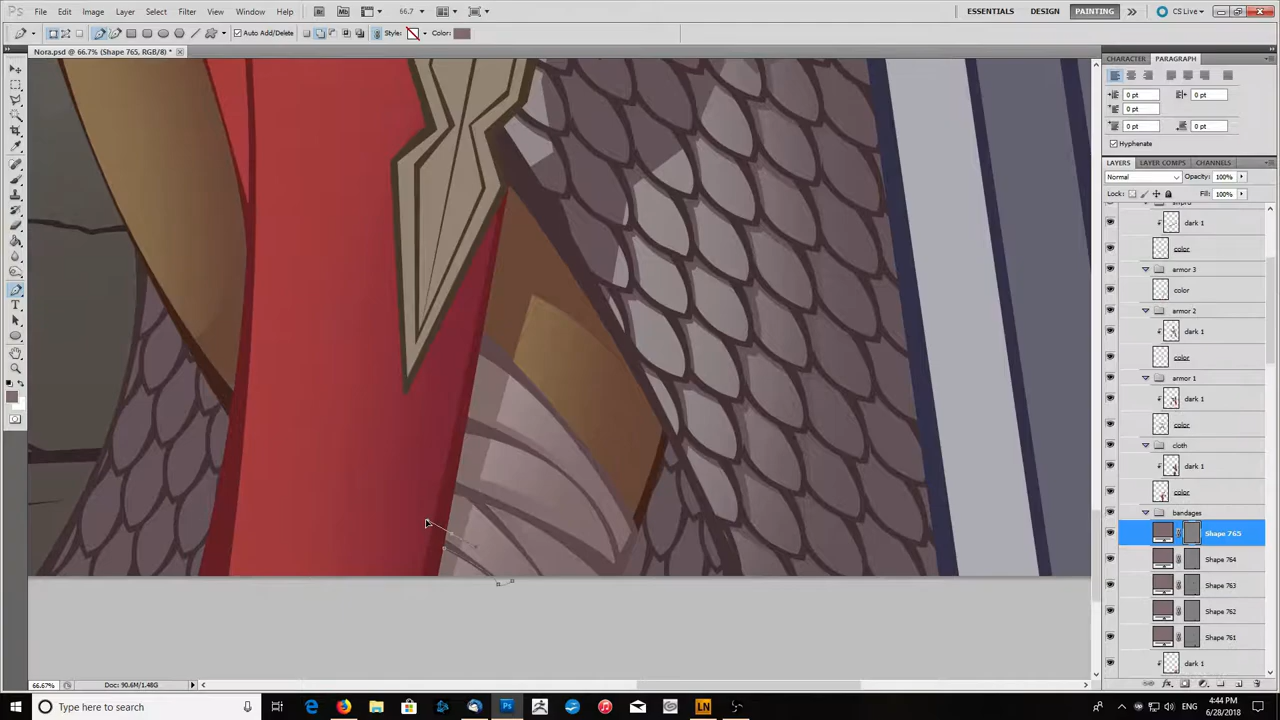 File Edit Image Layer Select Filter View Window Help
Mb
66.7
ESSENTIALS DESIGN PAINTING
CS Live
Auto Add/Delete
Style:
Color:
Nora.psd @ 66.7% (Shape 765, RGB/8) *
CHARACTER PARAGRAPH
0 pt 0 pt
0 pt
0 pt 0 pt
Hyphenate
LAYERS LAYER COMPS CHANNELS
Normal Opacity: 100%
Lock: Fill: 100%
dark 1
color
armor 3
color
armor 2
dark 1
color
armor 1
dark 1
color
cloth
dark 1
color
bandages
Shape 765
Shape 764
Shape 763
Shape 762
Shape 761
dark 1
66.67% Doc: 90.6M/1.48G
Type here to search
LN
ENG
4:44 PM
6/28/2018